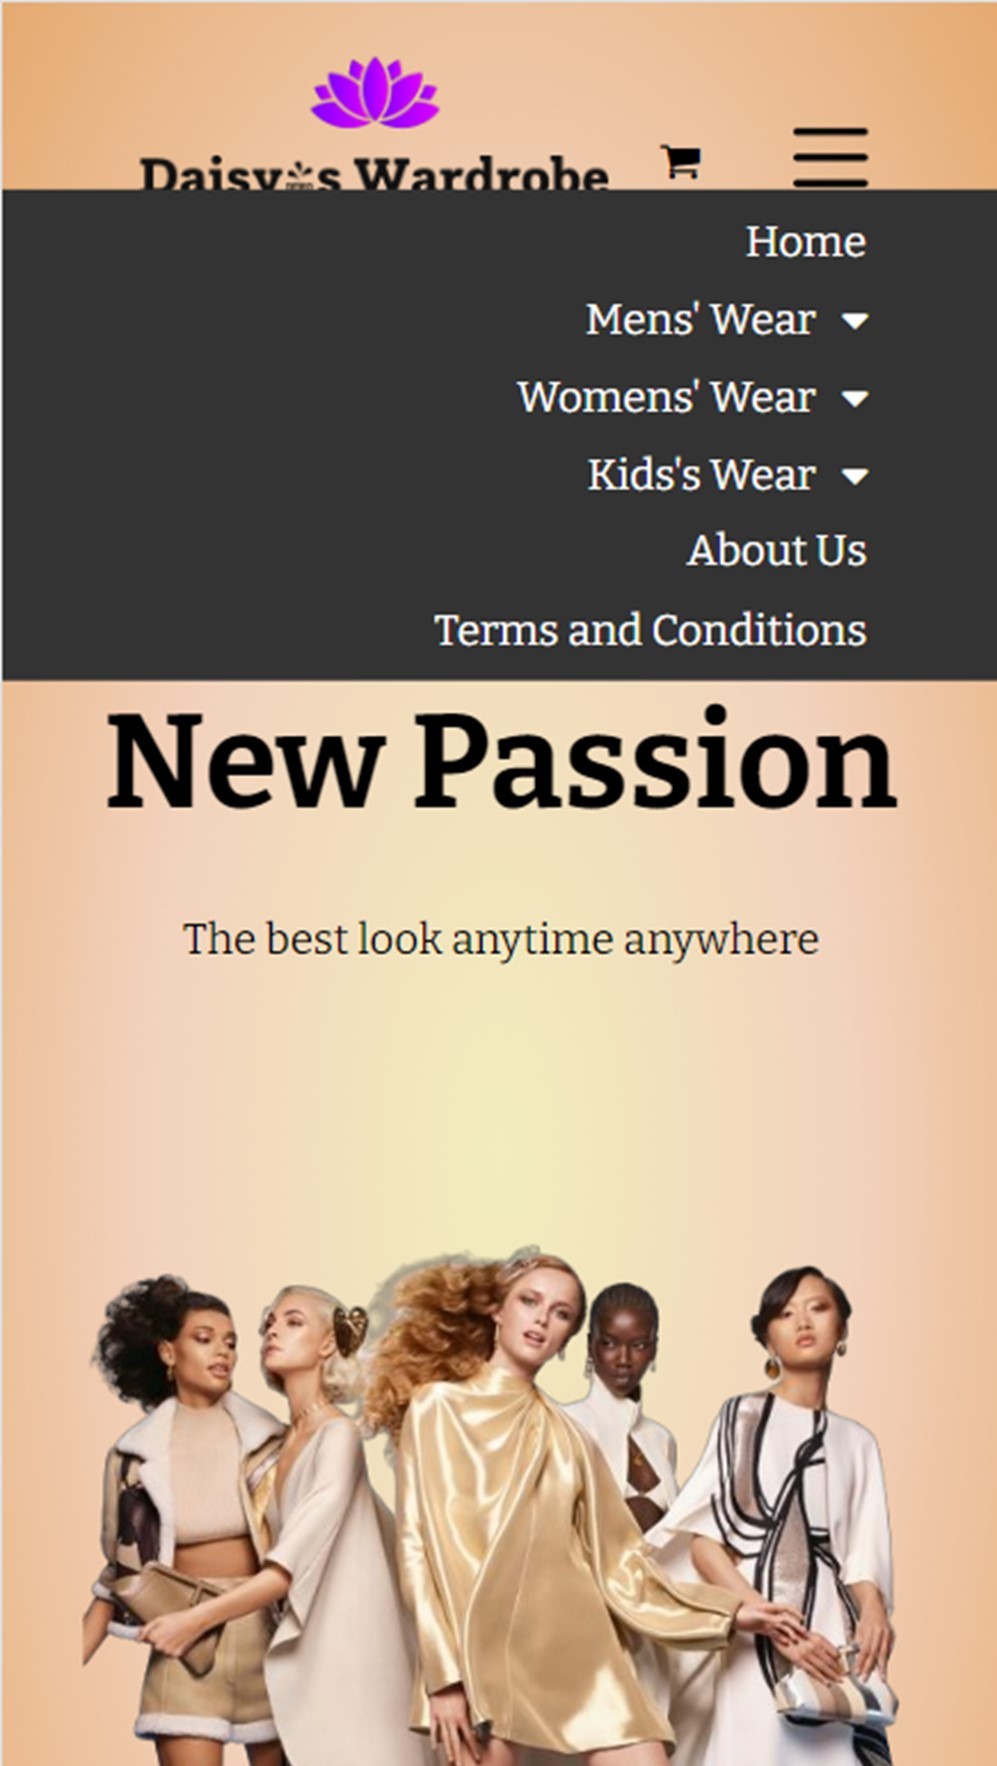 Daisy's Wardrobe
Home
Mens' Wear
Womens' Wear
Kids's Wear
About Us
Terms and Conditions
New Passion
The best look anytime anywhere